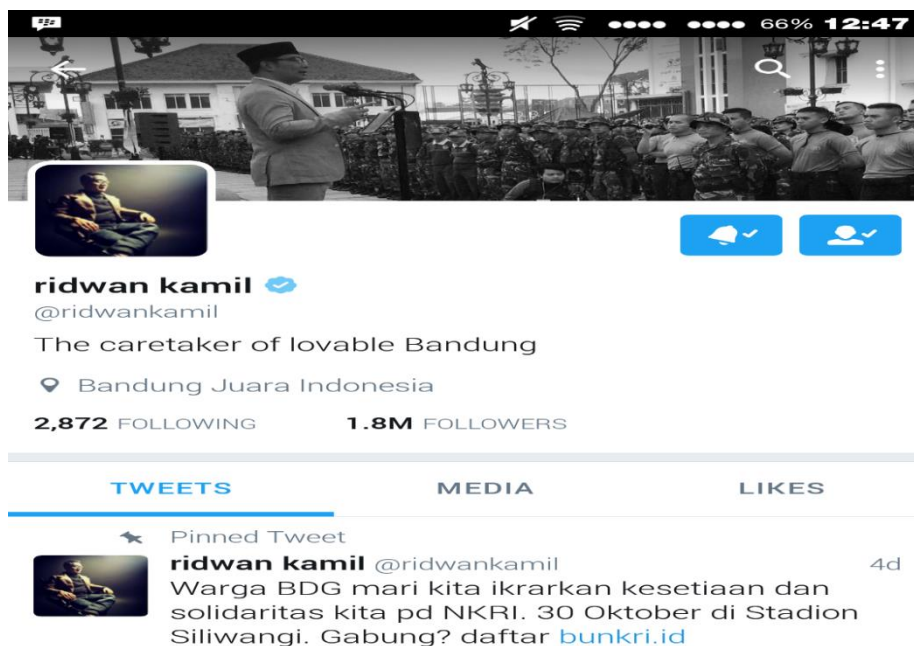 66% 12:47
ridwan kamil
@ridwankamil
The caretaker of lovable Bandung
Bandung Juara Indonesia
2,872 FOLLOWING 1.8M FOLLOWERS
TWEETS MEDIA LIKES
Pinned Tweet
ridwan kamil @ridwankamil 4d
Warga BDG mari kita ikrarkan kesetiaan dan
solidaritas kita pd NKRI. 30 Oktober di Stadion
Siliwangi. Gabung? daftar bunkri.id